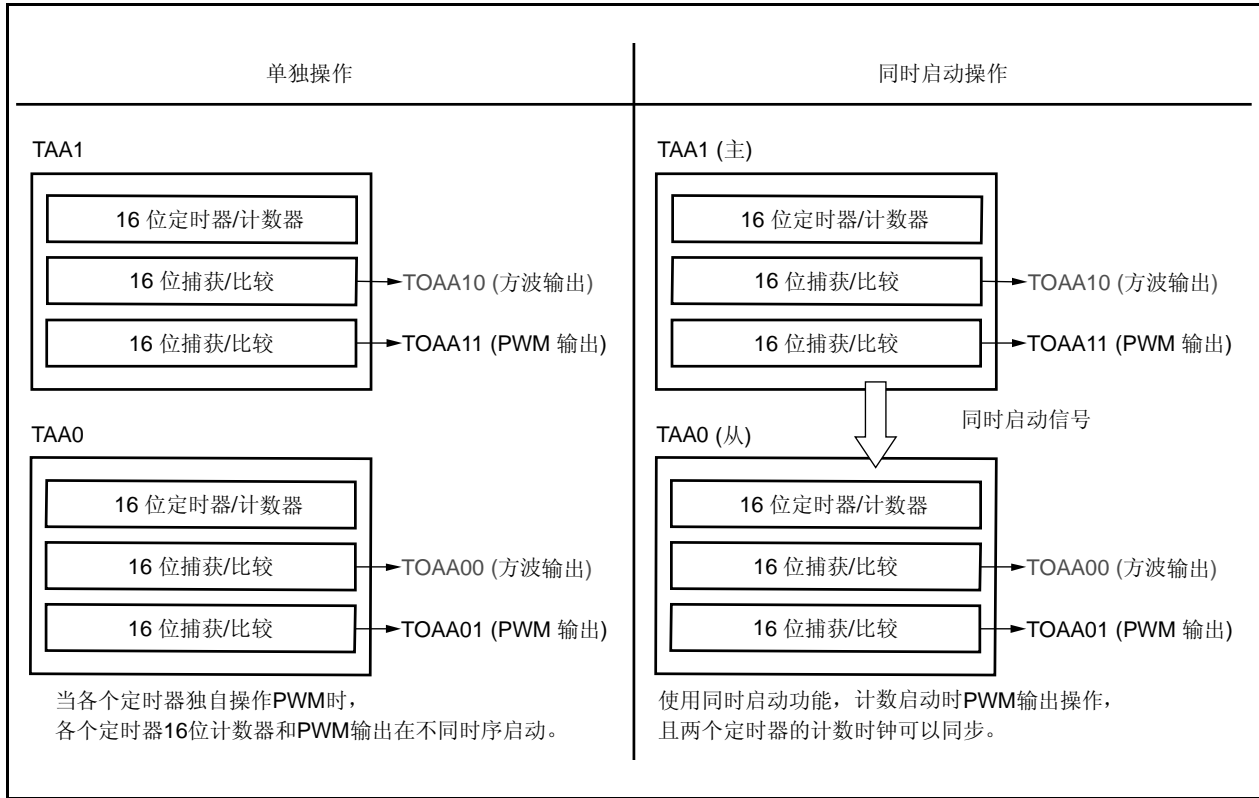 单独操作
TAA1
16 位定时器/计数器
16 位捕获/比较
TOAA10 (方波输出)
16 位捕获/比较
TOAA11 (PWM 输出)
TAA0
16 位定时器/计数器
16 位捕获/比较
TOAA00 (方波输出)
16 位捕获/比较
TOAA01 (PWM 输出)
当各个定时器独自操作PWM时，
各个定时器16位计数器和PWM输出在不同时序启动。
同时启动操作
TAA1 (主)
16 位定时器/计数器
16 位捕获/比较
TOAA10 (方波输出)
16 位捕获/比较
TOAA11 (PWM 输出)
同时启动信号
TAA0 (从)
16 位定时器/计数器
16 位捕获/比较
TOAA00 (方波输出)
16 位捕获/比较
TOAA01 (PWM 输出)
使用同时启动功能，计数启动时PWM输出操作，
且两个定时器的计数时钟可以同步。